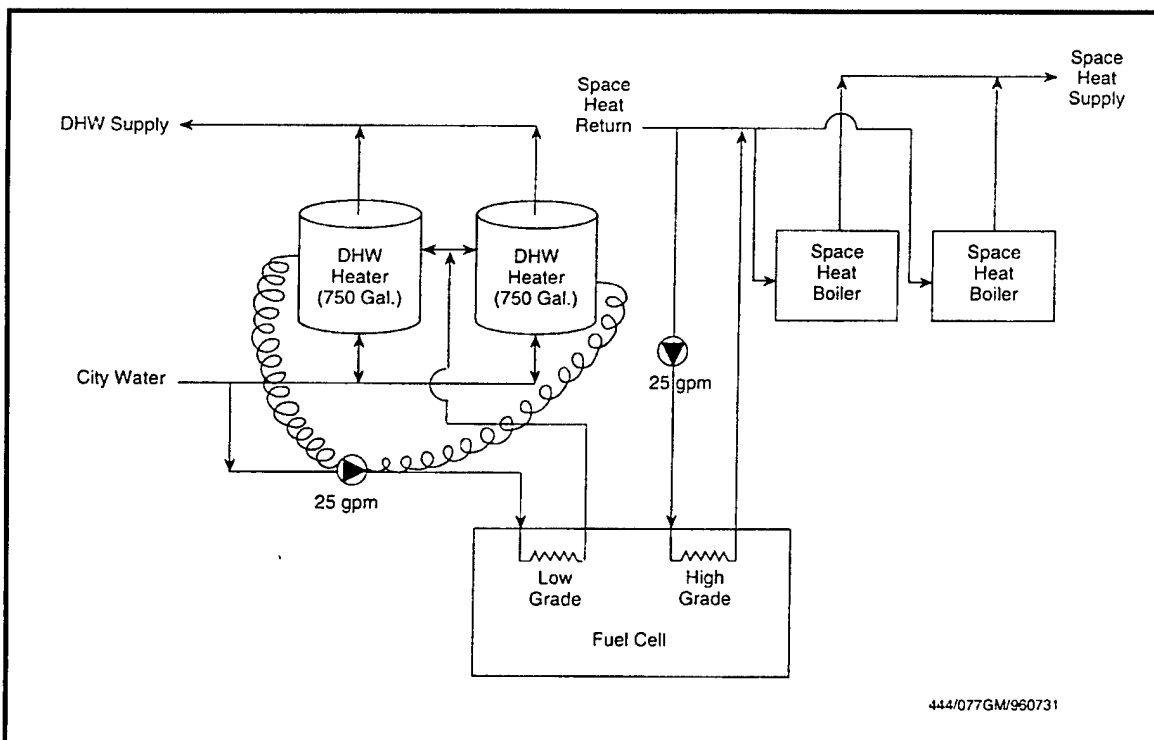 Space
Heat
Supply
Space
Heat
Return
DHW Supply
DHW
Heater
(750 Gal.)
DHW
Heater
(750 Gal.)
Space
Heat
Boiler
Space
Heat
Boiler
City Water
25 gpm
25 gpm
Low
Grade
High
Grade
Fuel Cell
444/077GM/960731